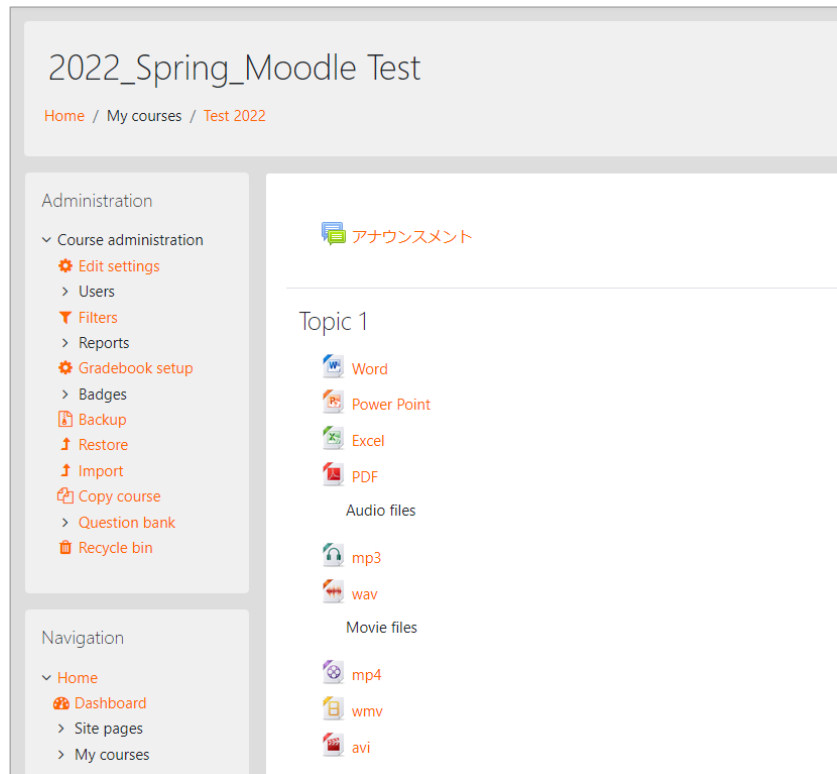 2022_Spring_Moodle Test
Home / My courses / Test 2022
Administration
Course administration
Edit settings
Users
Filters
Reports
Gradebook setup
Badges
Backup
Restore
Import
Copy course
Question bank
Recycle bin
Navigation
Home
Dashboard
Site pages
My courses
アナウンスメント
Topic 1
Word
Power Point
Excel
PDF
Audio files
mp3
wav
Movie files
mp4
wmv
avi